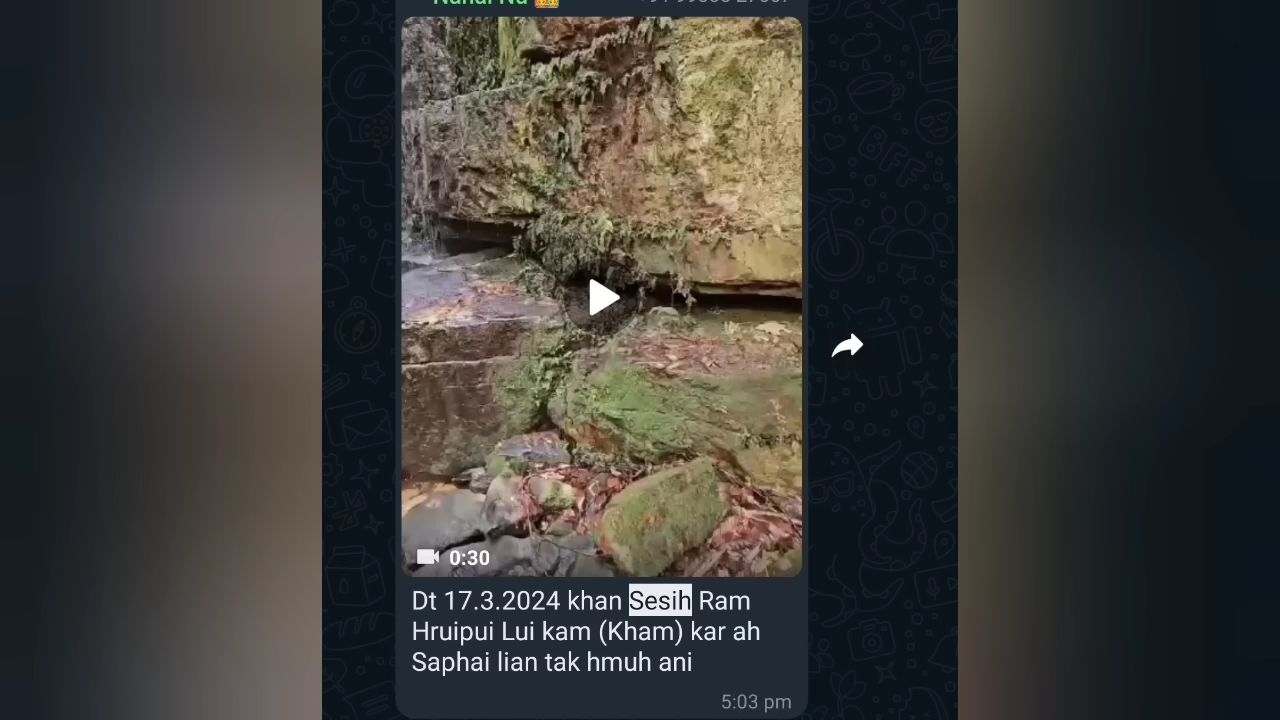 0:30
Dt 17.3.2024 khan Sesih Ram
Hruipui Lui kam (Kham) kar ah
Saphai lian tak hmuh ani
5:03 pm